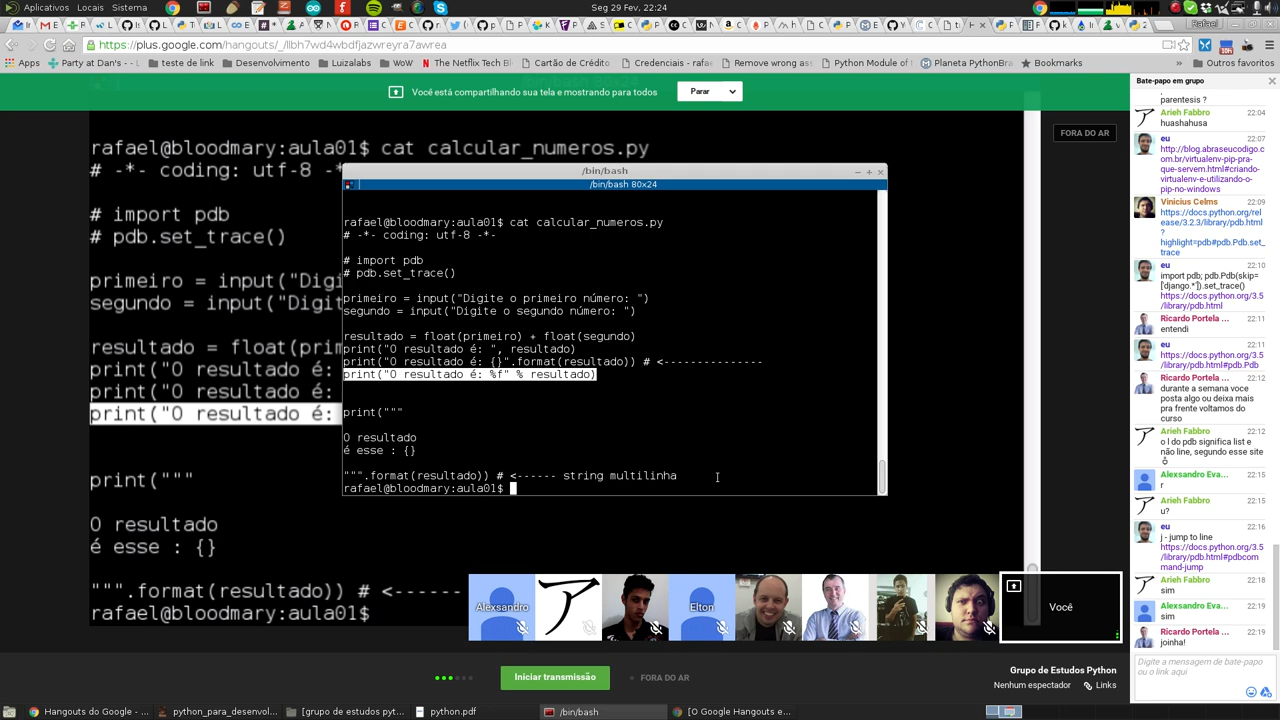 Aplicativos
Locais
Sistema
Seg 29 Fev, 22:24
Rafael
https://plus.google.com/hangouts/_/llbh7wd4wbdfjazwreyra7awrea
Apps
Party at Dan's...
teste de link
Desenvolvimento
Luizalabs
WoW
The Netflix Tech Bl...
Cartão de Crédito
Credenciais - rafae...
Remove wrong ass...
Python Module of ...
Planeta PythonBra...
Bookmarks
»
Outros favoritos
Você está compartilhando sua tela e mostrando para todos
Parar
FORA DO AR
rafael@bloodmary:aula01$ cat calcular_numeros.py
# -*- coding: utf-8 -*
# import pdb
# pdb.set_trace()
primeiro = input("Digi
segundo = input("Digit
resultado = float(prim
print("O resultado é:
print("O resultado é:
print("O resultado é:
print("""
O resultado
é esse : {}
""".format(resultado)) # <------
rafael@bloodmary:aula01$
/bin/bash
/bin/bash 80x24
rafael@bloodmary:aula01$ cat calcular_numeros.py
# -*- coding: utf-8 -*-
# import pdb
# pdb.set_trace()
primeiro = input("Digite o primeiro número: ")
segundo = input("Digite o segundo número: ")
resultado = float(primeiro) + float(segundo)
print("O resultado é: ", resultado)
print("O resultado é: {}".format(resultado)) # <---------------
print("O resultado é: %f" % resultado)
print("""
O resultado
é esse : {}
""".format(resultado)) # <------ string multilinha
rafael@bloodmary:aula01$
Alexsandro
Elton
Você
Iniciar transmissão
FORA DO AR
Grupo de Estudos Python
Nenhum espectador
Links
Bate-papo em grupo
parentesis ?
Arieh Fabbro 22:04
huashahusa
eu 22:07
http://blog.abraseucodigo.c
om.br/virtualenv-pip-pra-
que-servem.html#criando-
virtualenv-e-utilizando-o-
pip-no-windows
Vinicius Celms 22:09
https://docs.python.org/rel
ease/3.2.3/library/pdb.html
?
highlight=pdb#pdb.Pdb.set_
trace
eu 22:10
import pdb; pdb.Pdb(skip=
['django.*']).set_trace()
https://docs.python.org/3.5
/library/pdb.html
Ricardo Portela ... 22:11
entendi
eu 22:11
https://docs.python.org/3.5
/library/pdb.html#pdb.Pdb
Ricardo Portela ... 22:12
durante a semana voce
posta algo ou deixa mais
pra frente voltamos do
curso
Arieh Fabbro 22:12
o l do pdb significa list e
não line, segundo esse site
Alexsandro Eva... 22:15
r
Arieh Fabbro 22:15
u?
eu 22:16
j - jump to line
https://docs.python.org/3.5
/library/pdb.html#pdbcom
mand-jump
Arieh Fabbro 22:18
sim
Alexsandro Eva... 22:19
sim
Ricardo Portela ... 22:19
joinha!
Digite a mensagem de bate-papo
ou o link aqui
Hangouts do Google - ...
python_para_desenvol...
[grupo de estudos pyt...
python.pdf
/bin/bash
[O Google Hangouts e...